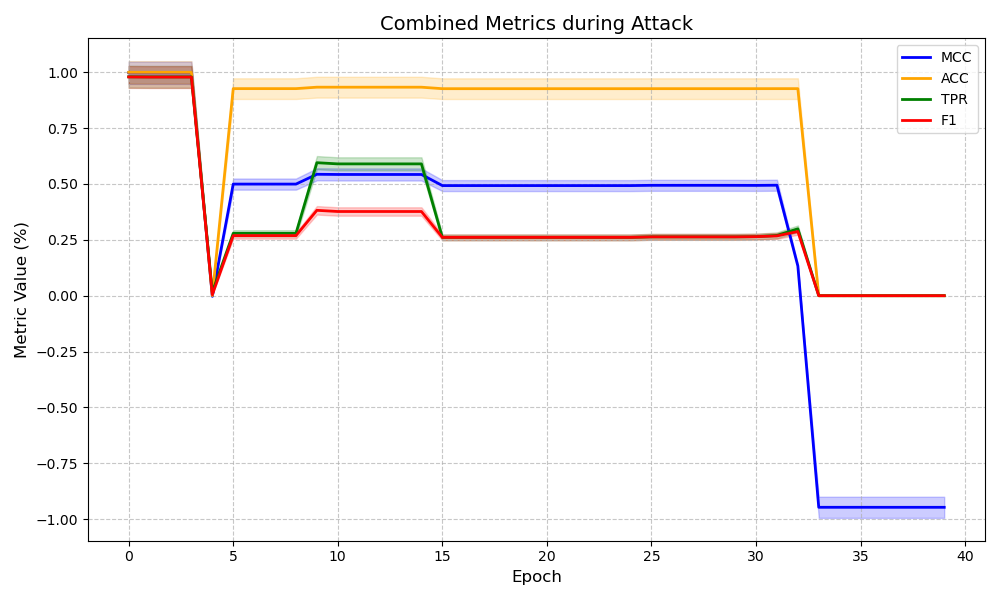 Combined Metrics during Attack
MCC
ACC
TPR
F1
Metric Value (%)
1.00
0.75
0.50
0.25
0.00
−0.25
−0.50
−0.75
−1.00
0 5 10 15 20 25 30 35 40
Epoch